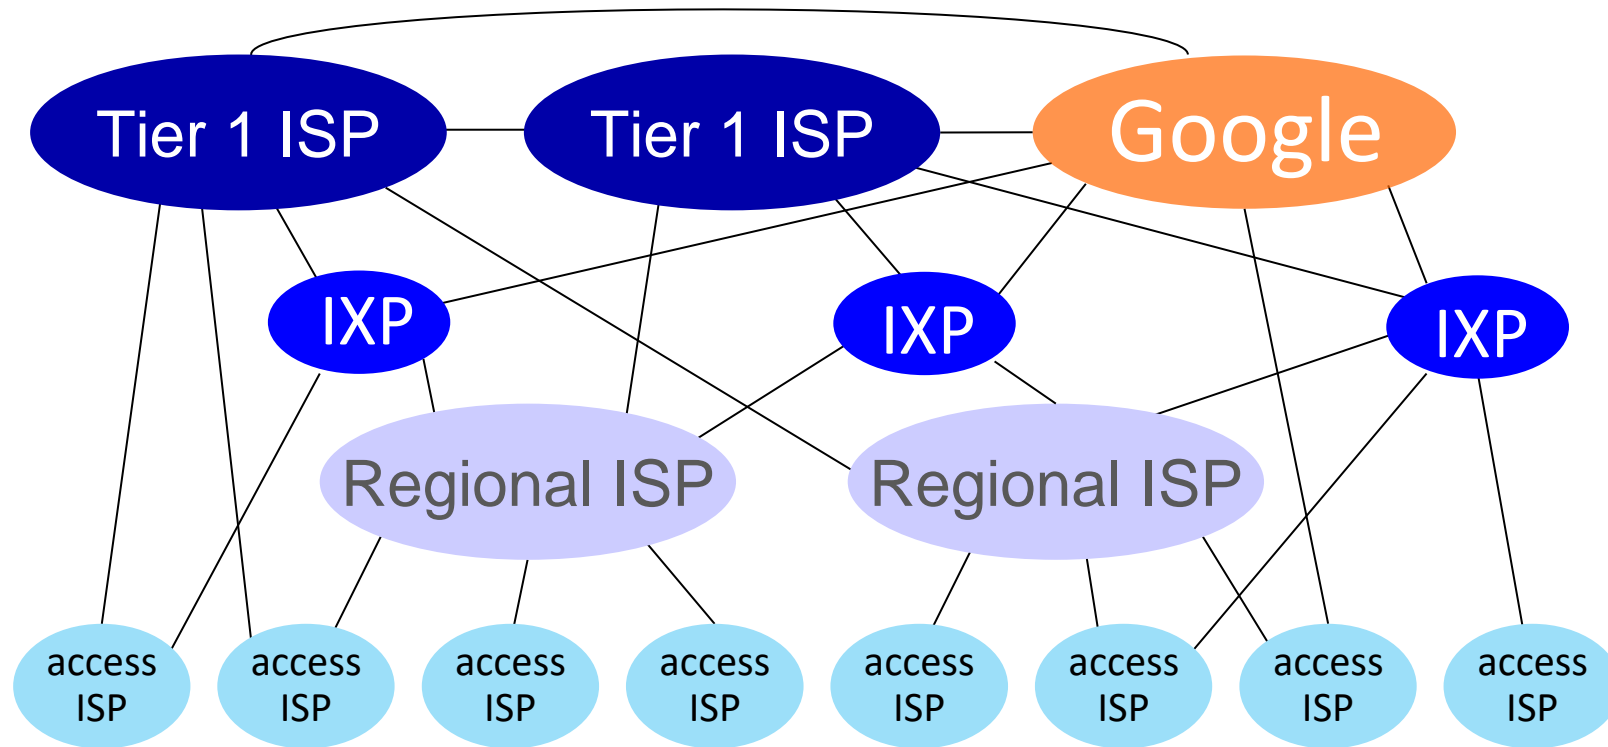 Tier 1 ISP
Tier 1 ISP
Google
IXP
IXP
IXP
Regional ISP
Regional ISP
access
ISP
access
ISP
access
ISP
access
ISP
access
ISP
access
ISP
access
ISP
access
ISP